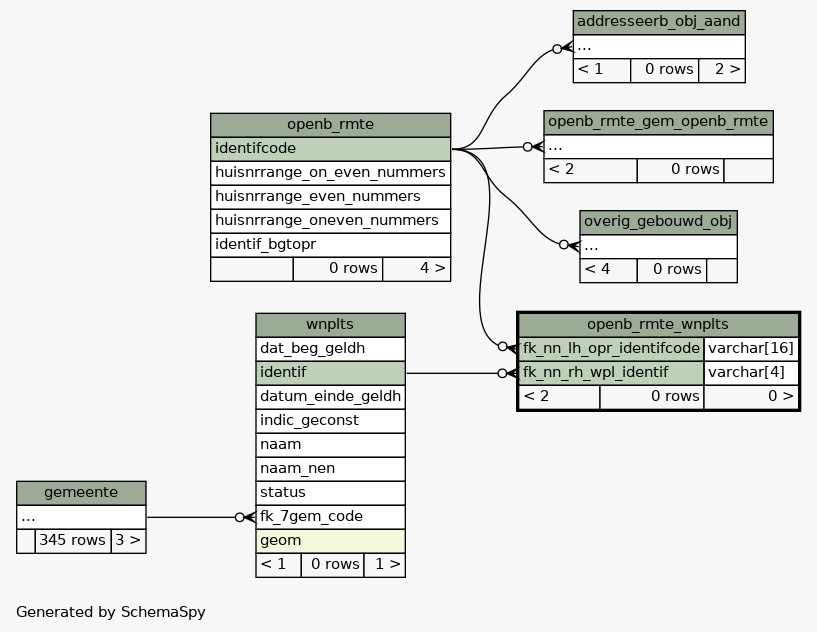 addresseerb_obj_aand
...
< 1 0 rows 2 >
openb_rmte
identifcode
huisnrrange_on_even_nummers
huisnrrange_even_nummers
huisnrrange_oneven_nummers
identif_bgtopr
0 rows 4 >
openb_rmte_gem_openb_rmte
...
< 2 0 rows
overig_gebouwd_obj
...
< 4 0 rows
openb_rmte_wnplts
fk_nn_lh_opr_identifcode varchar[16]
fk_nn_rh_wpl_identif varchar[4]
< 2 0 rows 0 >
wnplts
dat_beg_geldh
identif
datum_einde_geldh
indic_geconst
naam
naam_nen
status
fk_7gem_code
geom
< 1 0 rows 1 >
gemeente
...
345 rows 3 >
Generated by SchemaSpy